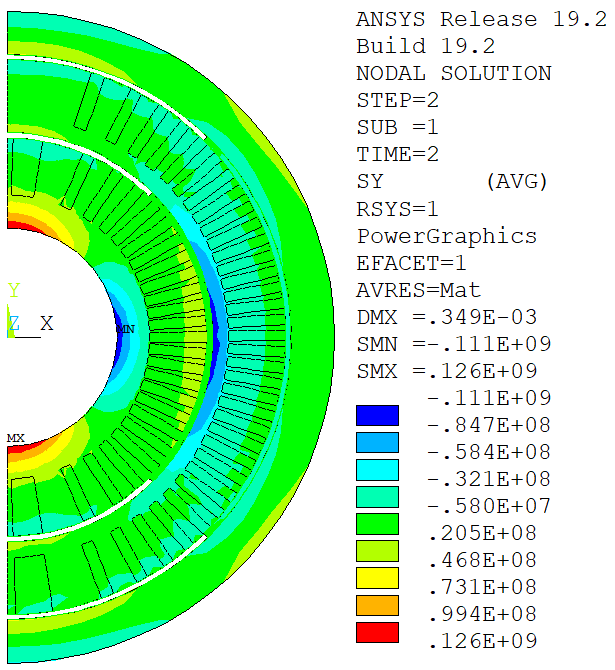 ANSYS Release 19.2
Build 19.2
NODAL SOLUTION
STEP=2
SUB =1
TIME=2
SY (AVG)
RSYS=1
PowerGraphics
EFACET=1
AVRES=Mat
DMX =.349E-03
SMN =-.111E+09
SMX =.126E+09
-.111E+09
-.847E+08
-.584E+08
-.321E+08
-.580E+07
.205E+08
.468E+08
.731E+08
.994E+08
.126E+09
Y
Z X
MN
MX